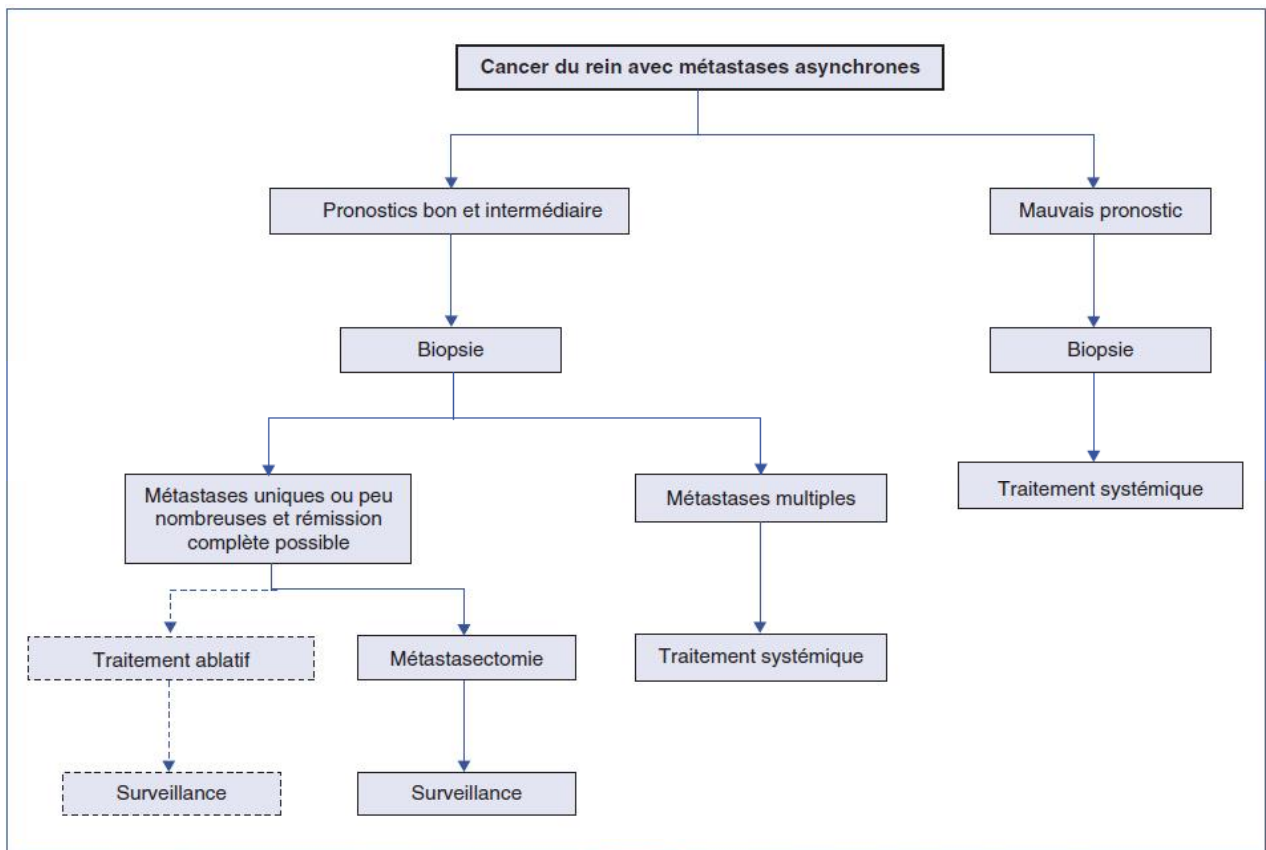 Cancer du rein avec métastases asynchrones
Pronostics bon et intermédiaire
Mauvais pronostic
Biopsie
Biopsie
Métastases uniques ou peu
nombreuses et rémission
complète possible
Métastases multiples
Traitement systémique
Traitement ablatif
Métastasectomie
Traitement systémique
Surveillance
Surveillance